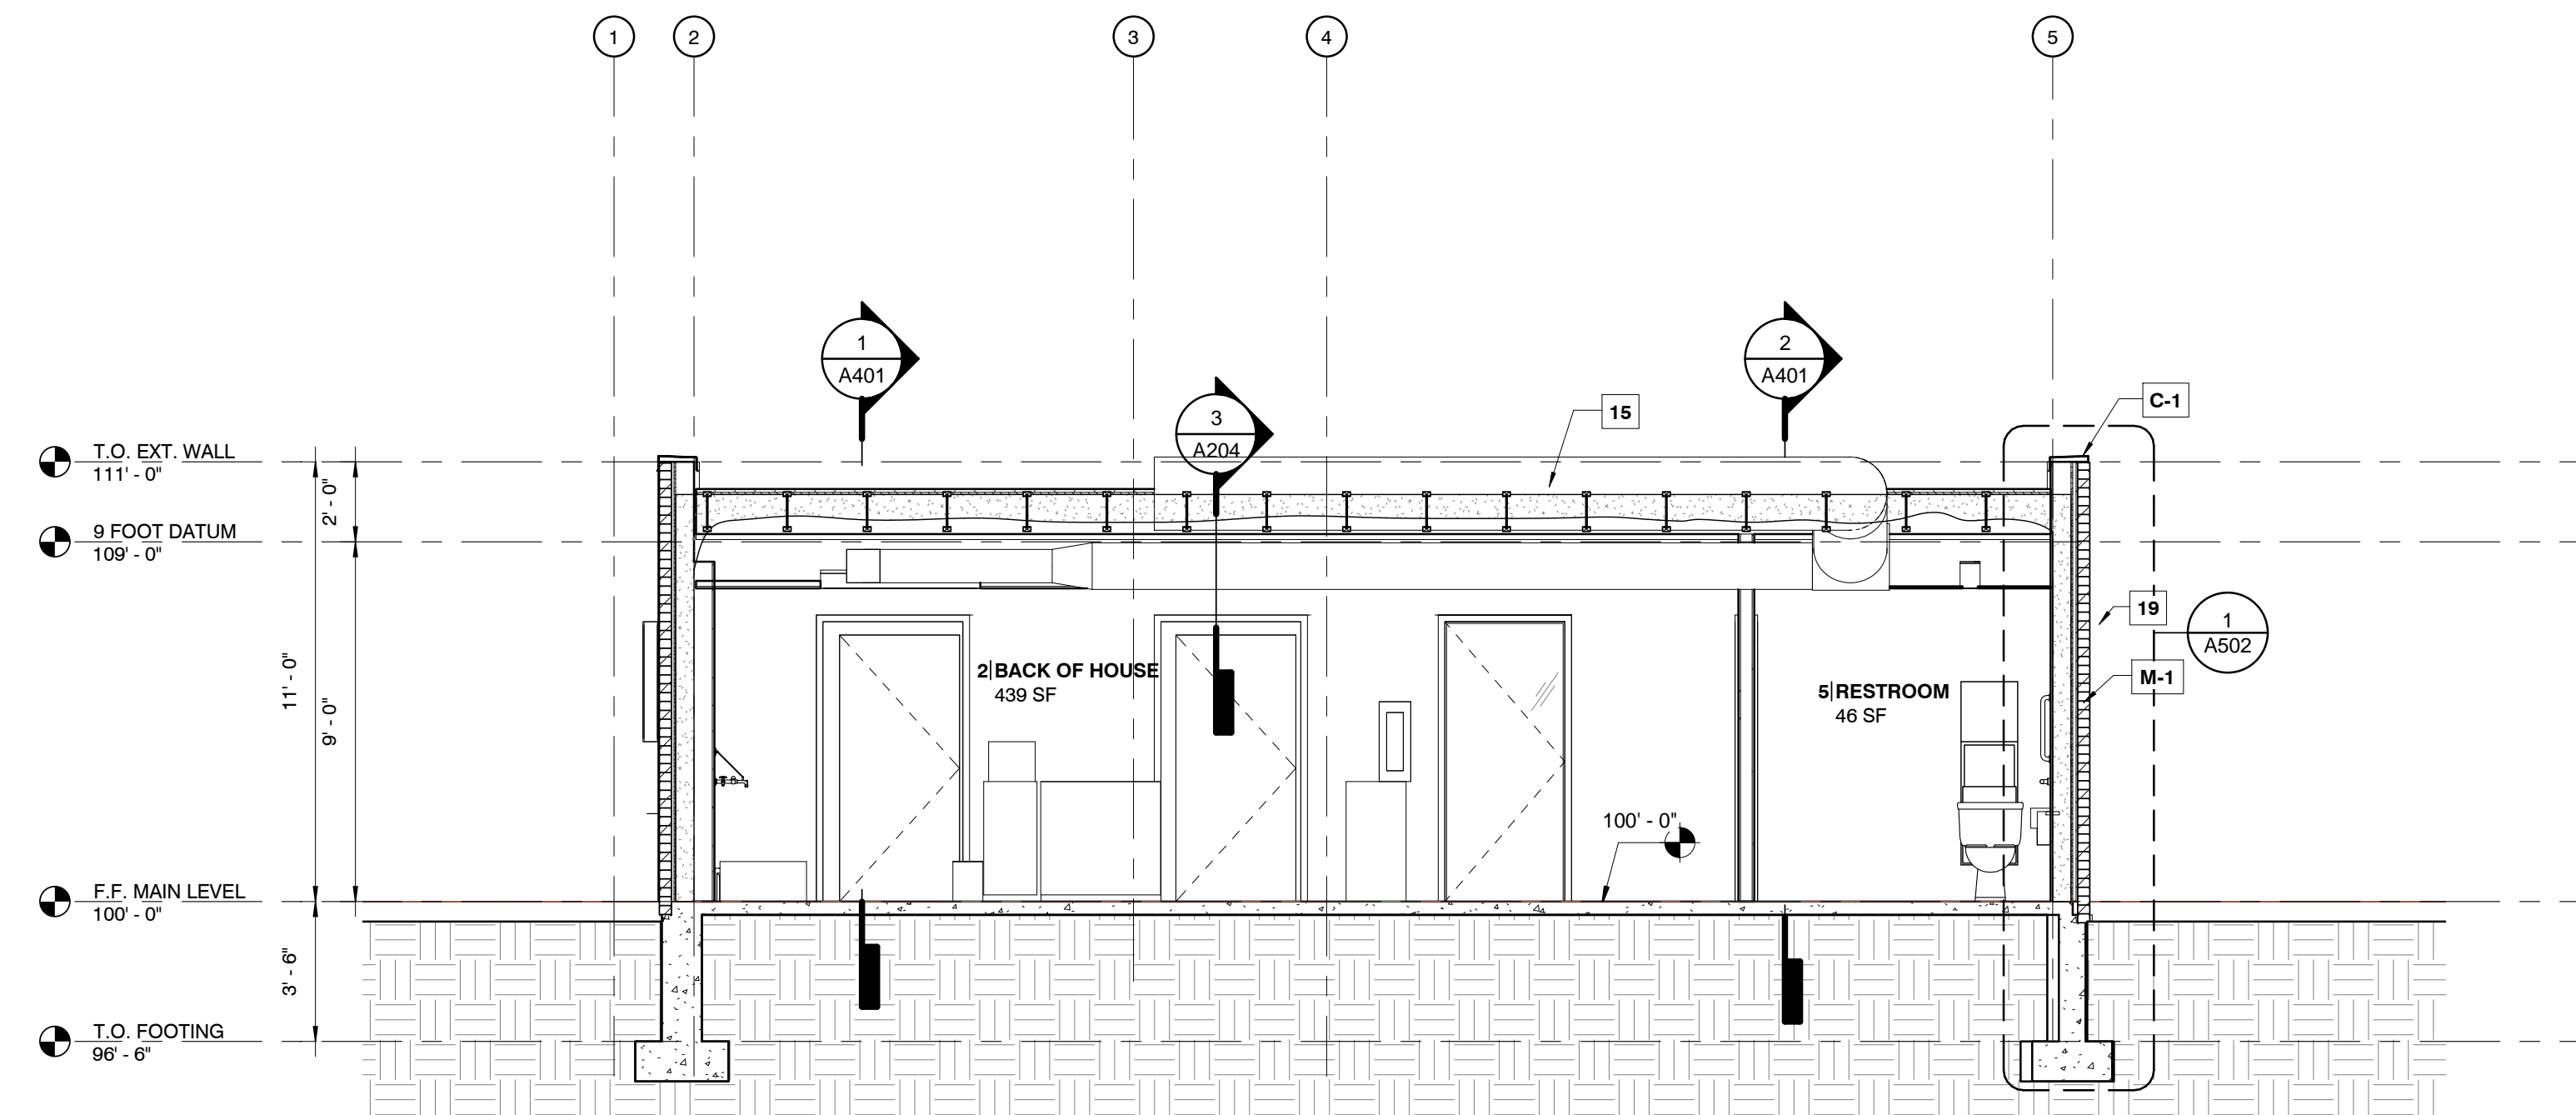 1
2
3
4
5
1
A401
2
A401
3
A204
15
C-1
T.O. EXT. WALL
111' - 0"
2' - 0"
9 FOOT DATUM
109' - 0"
19
1
A502
11' - 0"
9' - 0"
2 BACK OF HOUSE
439 SF
5 RESTROOM
46 SF
M-1
100' - 0"
F.F. MAIN LEVEL
100' - 0"
3' - 6"
T.O. FOOTING
96' - 6"